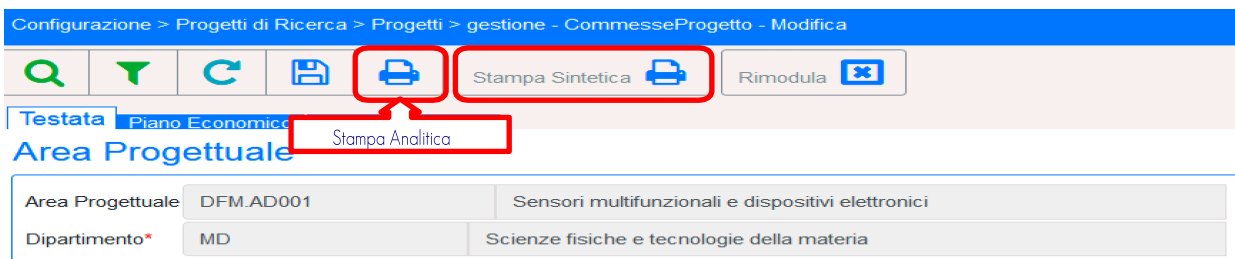 Configurazione > Progetti di Ricerca > Progetti > gestione - CommesseProgetto - Modifica
Stampa Sintetica Rimodula
Testata Piano Economico
Stampa Analitica
Area Progettuale
Area Progettuale DFM.AD001 Sensori multifunzionali e dispositivi elettronici
Dipartimento* MD Scienze fisiche e tecnologie della materia